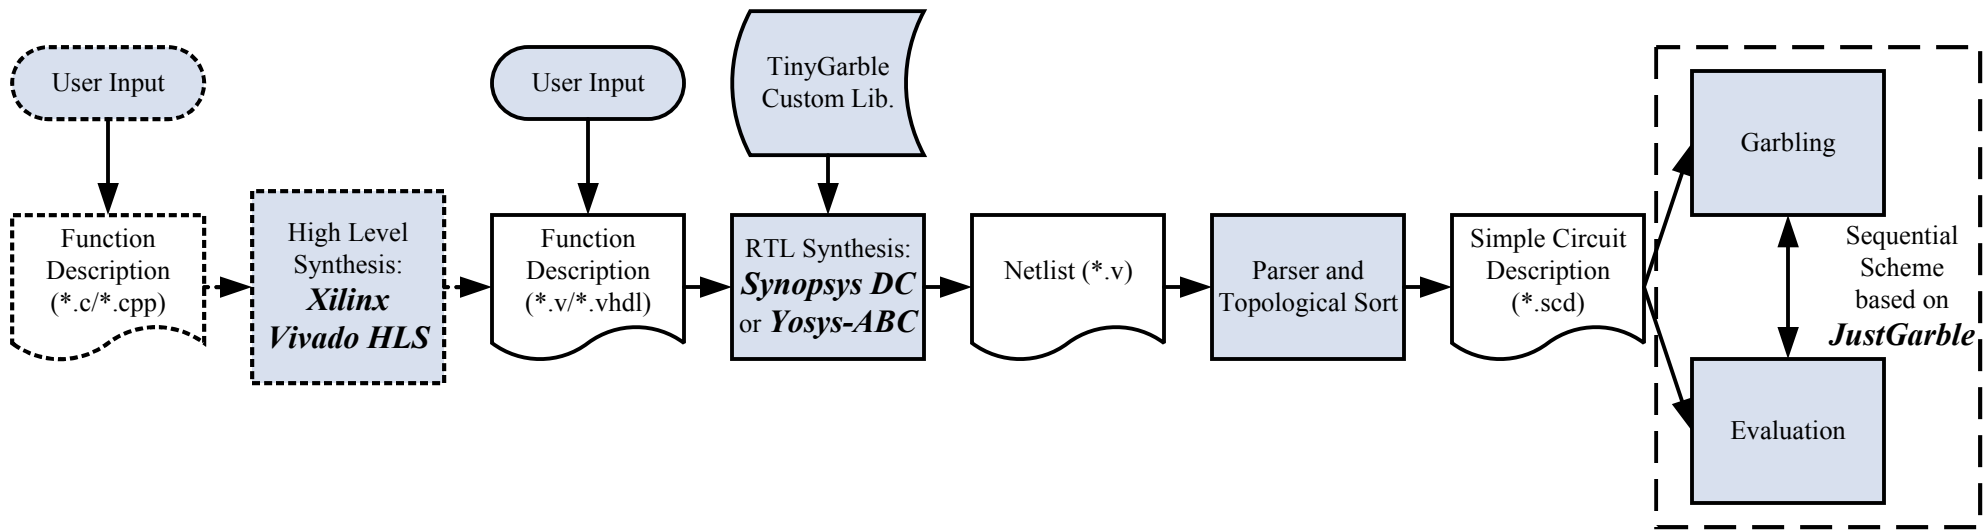 User Input
Function
Description
(*.c/*.cpp)
High Level
Synthesis:
Xilinx
Vivado HLS
User Input
Function
Description
(*.v/*.vhdl)
TinyGarble
Custom Lib.
RTL Synthesis:
Synopsys DC
or Yosys-ABC
Netlist (*.v)
Parser and
Topological Sort
Simple Circuit
Description
(*.scd)
Garbling
Sequential
Scheme
based on
JustGarble
Evaluation